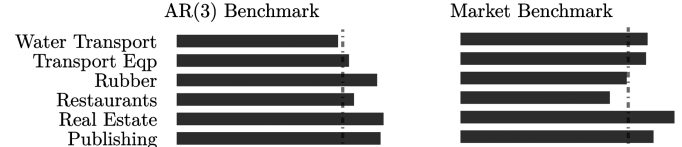 AR(3) Benchmark Market Benchmark
Water Transport
Transport Eqp
Rubber
Restaurants
Real Estate
Publishing